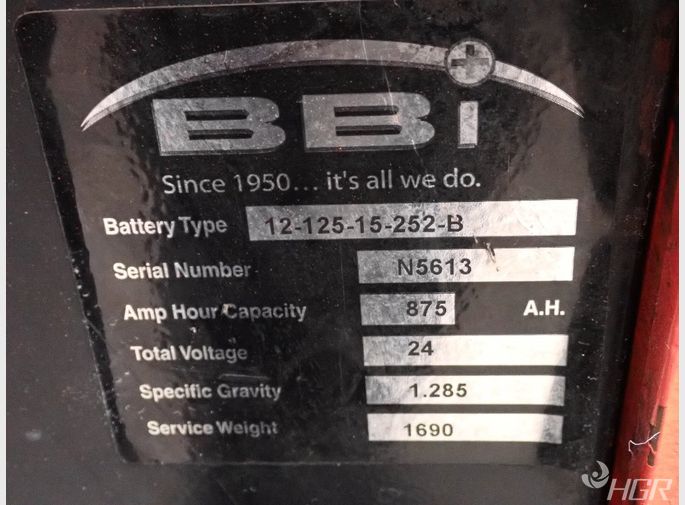 BBi
Since 1950... it's all we do.
Battery Type 12-125-15-252-B
Serial Number N5613
Amp Hour Capacity 875 A.H.
Total Voltage 24
Specific Gravity 1.285
Service Weight 1690
HGR